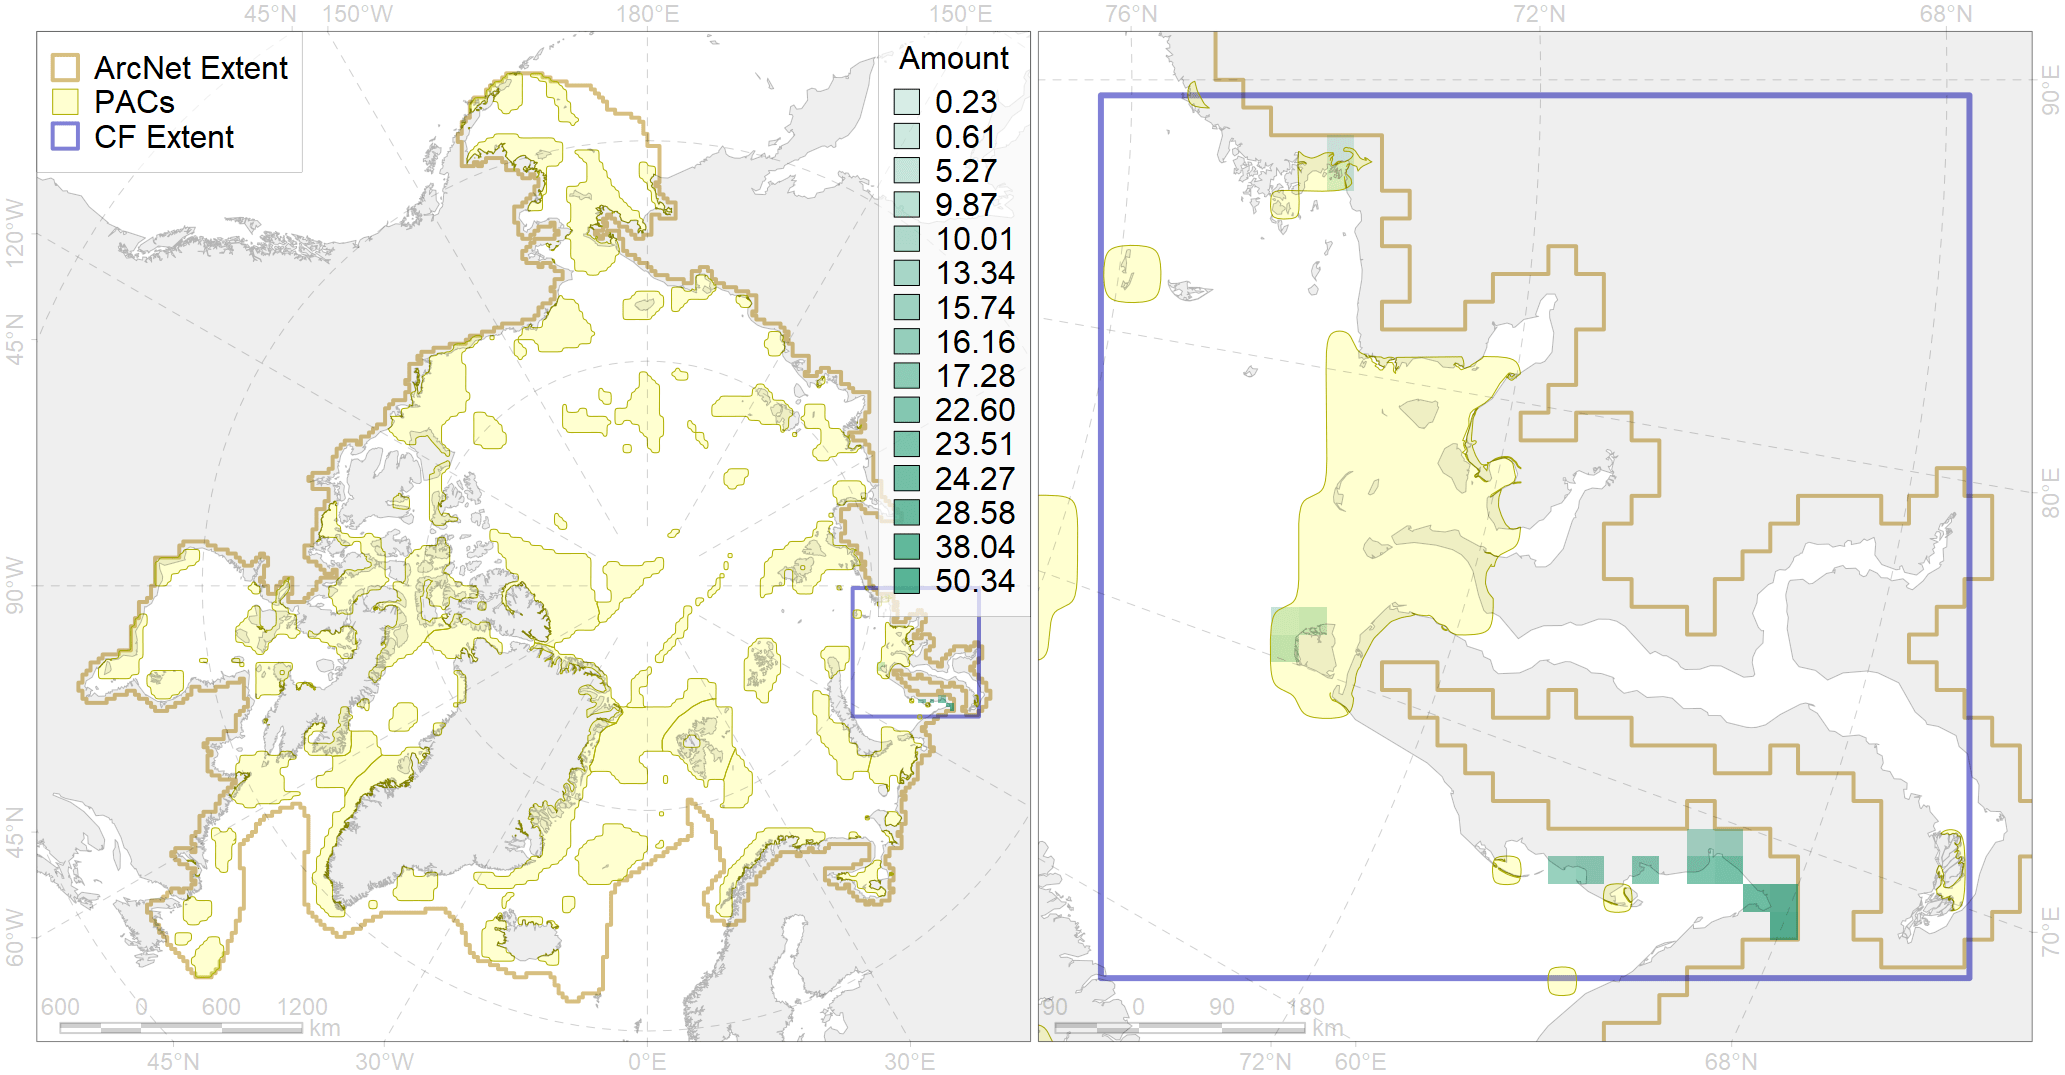 45°N 150°W 180°E 150°E 76°N 72°N 68°N
ArcNet Extent
PACs
CF Extent
Amount
0.23
0.61
5.27
9.87
10.01
13.34
15.74
16.16
17.28
22.60
23.51
24.27
28.58
38.04
50.34
120°W
45°N
90°W
45°N
60°W
90°E
80°E
70°E
600 0 600 1200
km
90 0 90 180
km
45°N 30°W 0°E 30°E 72°N 60°E 68°N